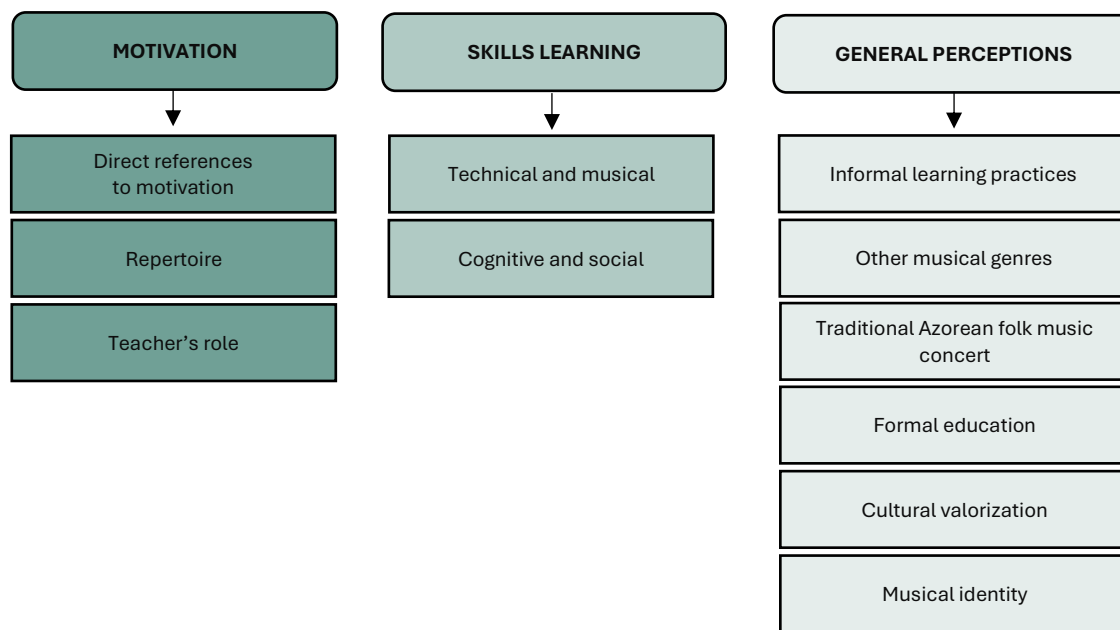 MOTIVATION
Direct references
to motivation
Repertoire
Teacher’s role
SKILLS LEARNING
Technical and musical
Cognitive and social
GENERAL PERCEPTIONS
Informal learning practices
Other musical genres
Traditional Azorean folk music
concert
Formal education
Cultural valorization
Musical identity